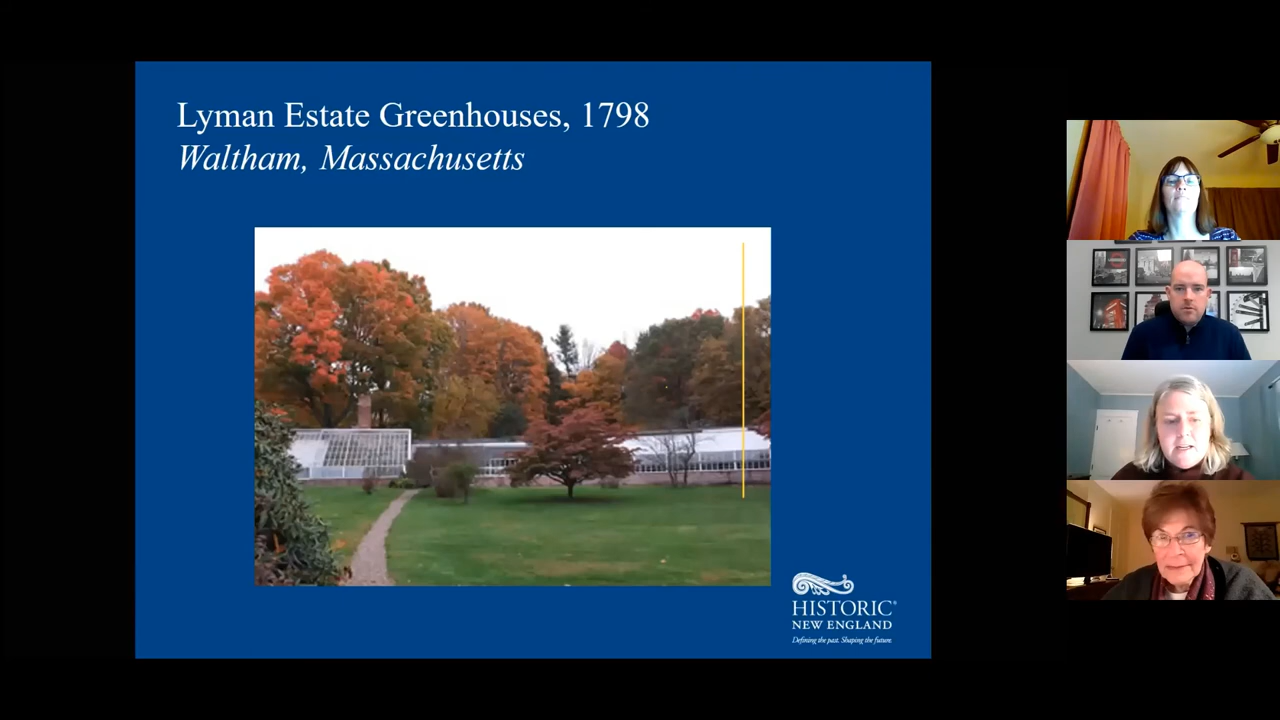 Lyman Estate Greenhouses, 1798
Waltham, Massachusetts
HISTORIC®
NEW ENGLAND
Defining the past. Shaping the future.